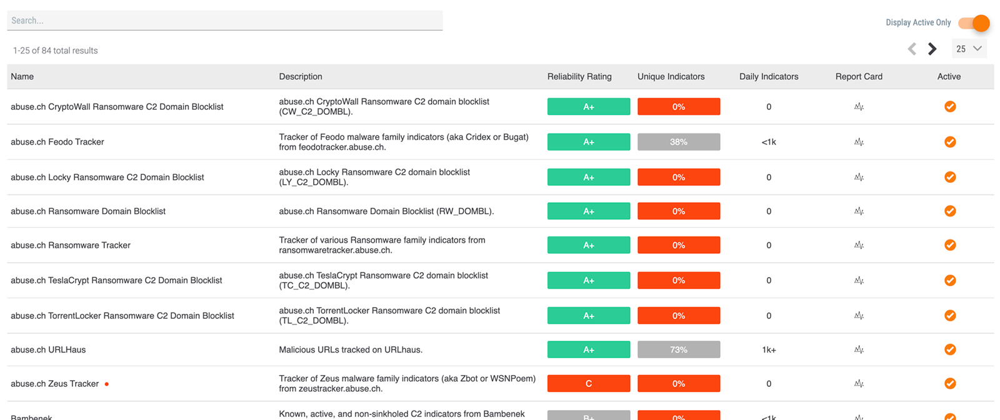 Search...
Display Active Only
1-25 of 84 total results
25
Name Description Reliability Rating Unique Indicators Daily Indicators Report Card Active
abuse.ch CryptoWall Ransomware C2 Domain Blocklist
abuse.ch CryptoWall Ransomware C2 domain blocklist
(CW_C2_DOMBL).
A+ 0% 0
abuse.ch Feodo Tracker
Tracker of Feodo malware family indicators (aka Cridex or Bugat)
from feodotracker.abuse.ch.
A+ 38% <1k
abuse.ch Locky Ransomware C2 Domain Blocklist
abuse.ch Locky Ransomware C2 domain blocklist
(LY_C2_DOMBL).
A+ 0% 0
abuse.ch Ransomware Domain Blocklist
abuse.ch Ransomware Domain Blocklist (RW_DOMBL).
A+ 0% 0
abuse.ch Ransomware Tracker
Tracker of various Ransomware family indicators from
ransomwaretracker.abuse.ch.
A+ 0% 0
abuse.ch TeslaCrypt Ransomware C2 Domain Blocklist
abuse.ch TeslaCrypt Ransomware C2 domain blocklist
(TC_C2_DOMBL).
A+ 0% 0
abuse.ch TorrentLocker Ransomware C2 Domain Blocklist
abuse.ch TorrentLocker Ransomware C2 domain blocklist
(TL_C2_DOMBL).
A+ 0% 0
abuse.ch URLHaus
Malicious URLs tracked on URLhaus.
A+ 73% 1k+
abuse.ch Zeus Tracker
Tracker of Zeus malware family indicators (aka Zbot or WSNPoem)
from zeustracker.abuse.ch.
C 0% 0
Bambenek
Known, active, and non-sinkholed C2 indicators from Bambenek
B+ 0% <1k